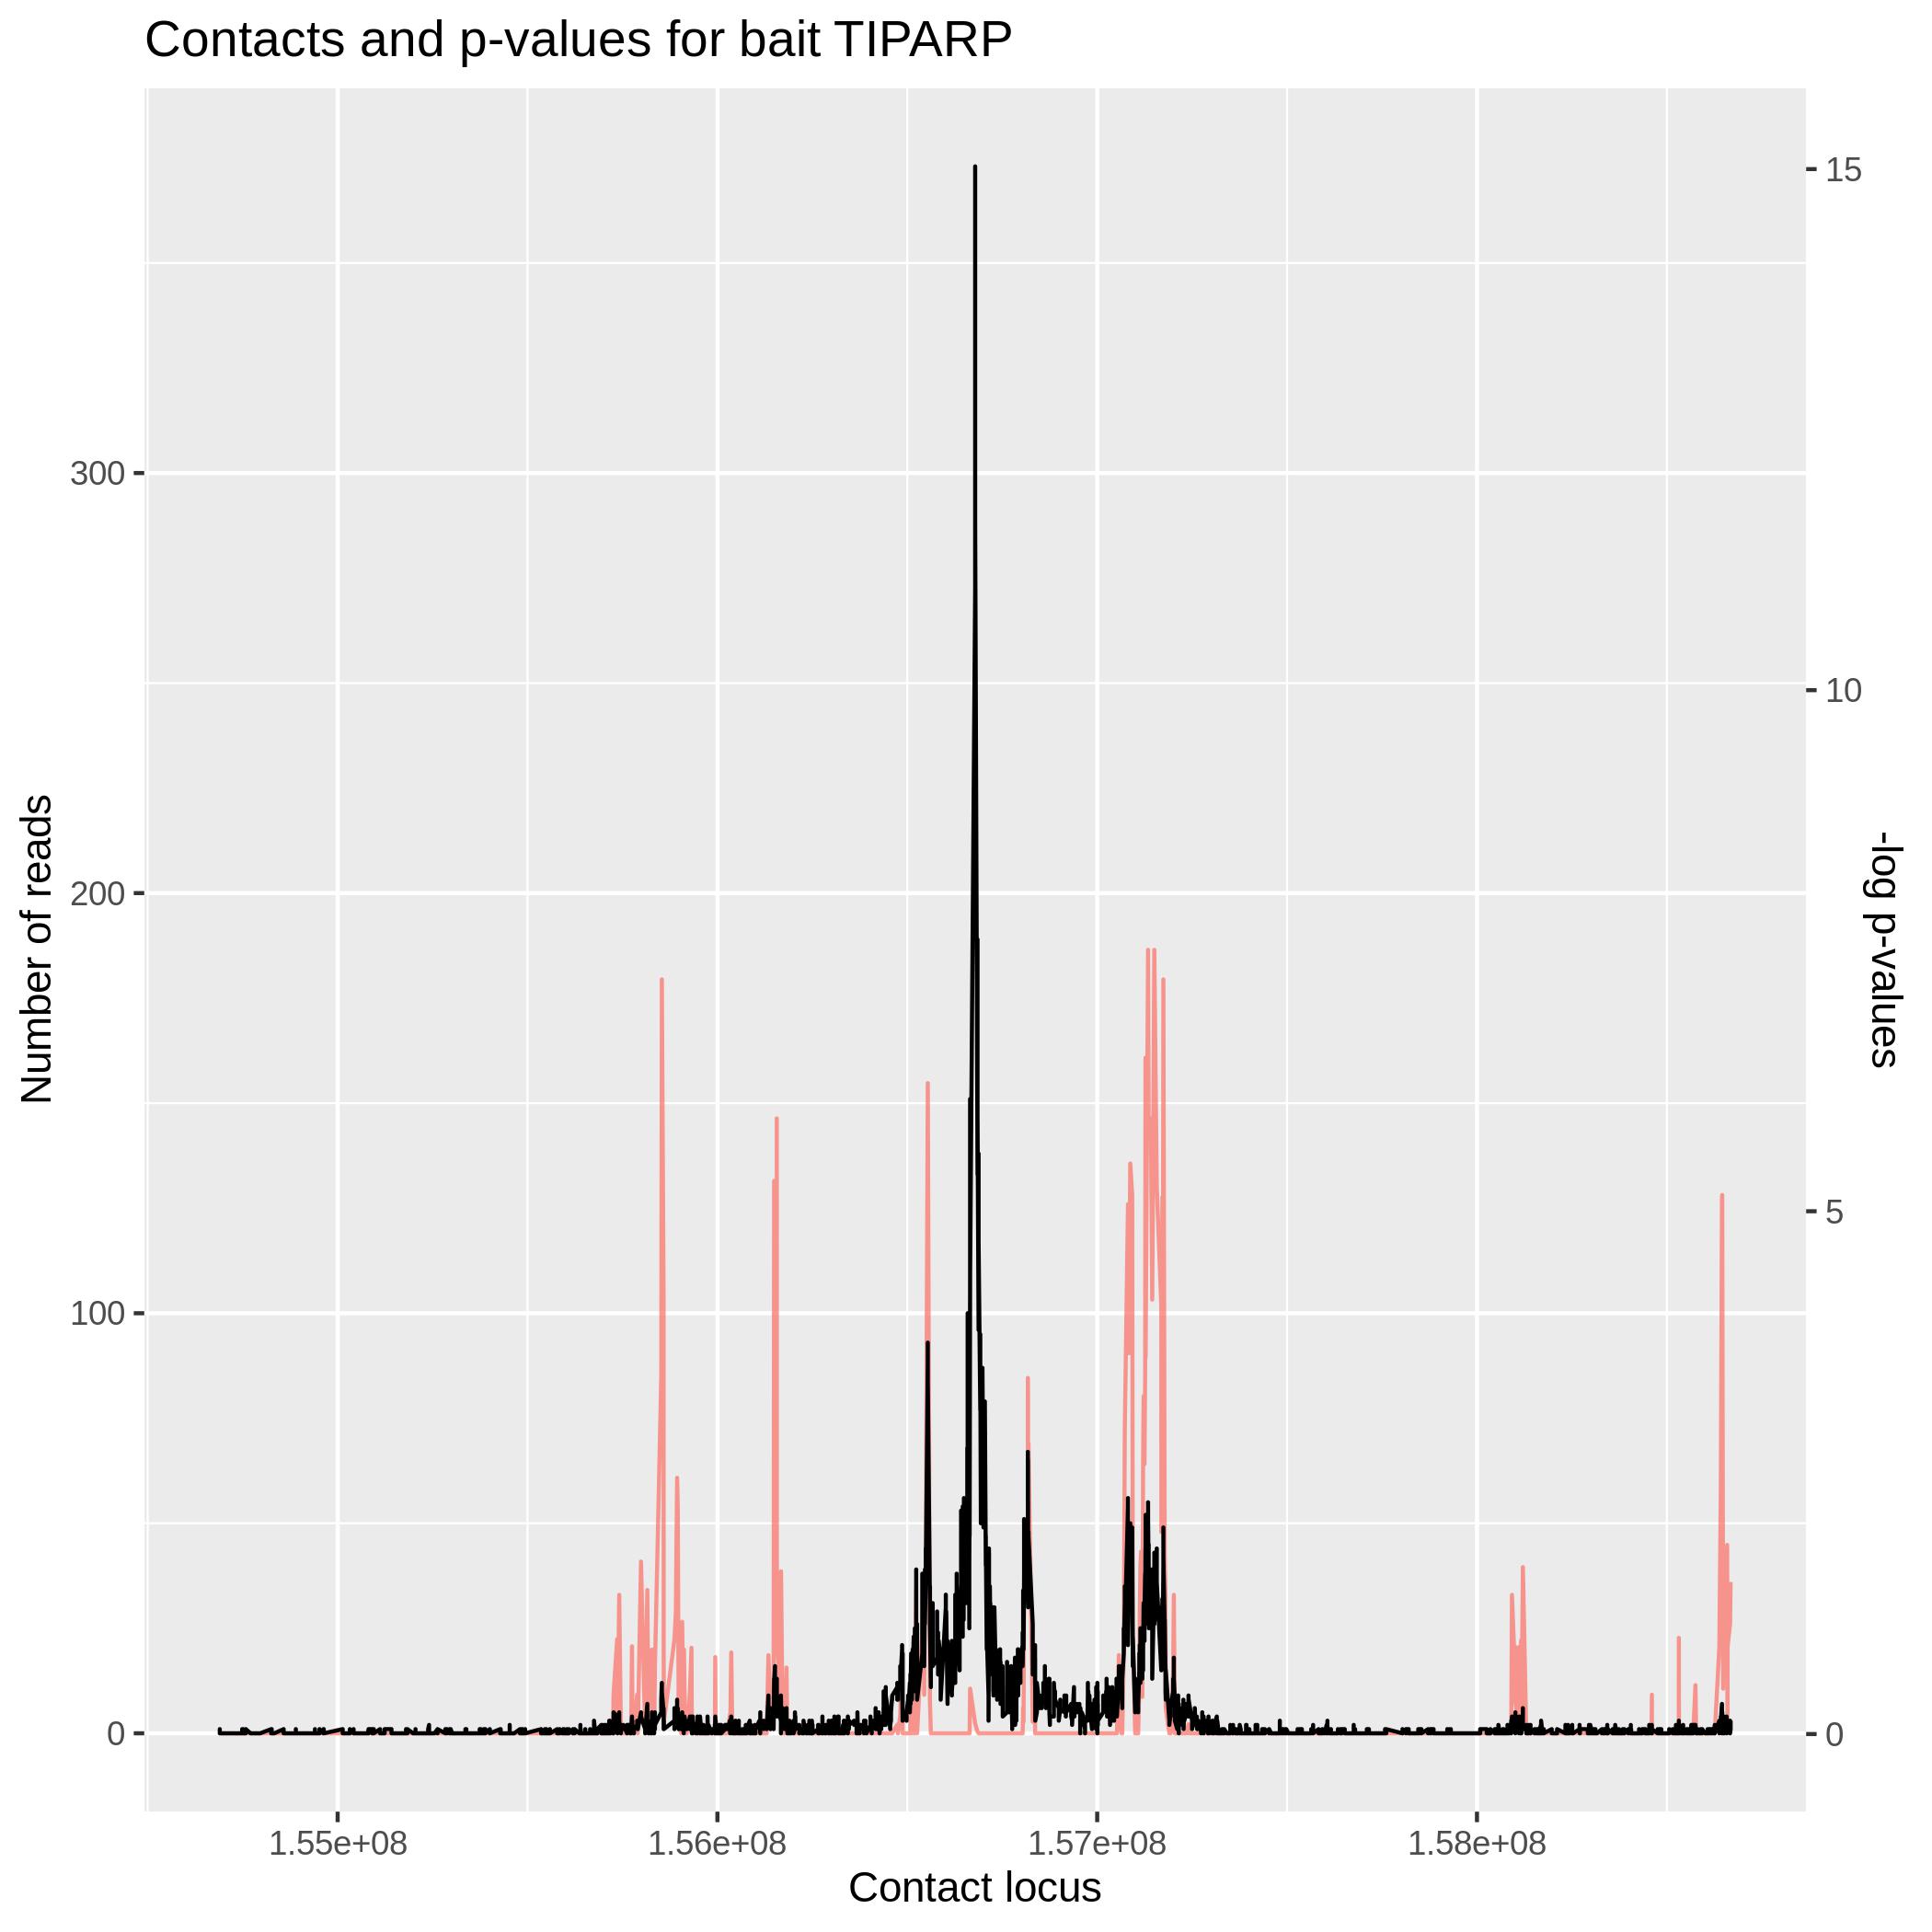 Contacts and p-values for bait TIPARP
Number of reads
300
200
100
0
15
10
5
0
-log p-values
1.55e+08
1.56e+08
1.57e+08
1.58e+08
Contact locus